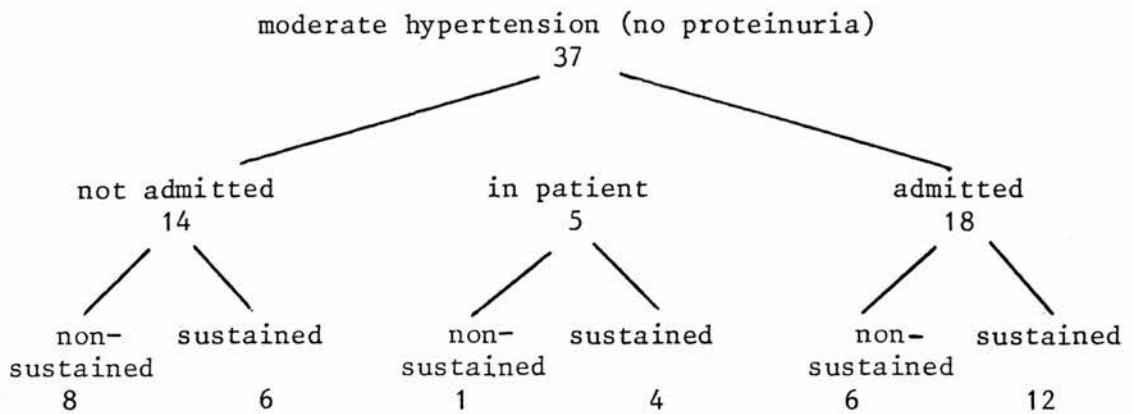 moderate hypertension (no proteinuria)
37
not admitted in patient admitted
14 5 18
non- sustained non- sustained non- sustained
sustained sustained sustained
8 6 1 4 6 12